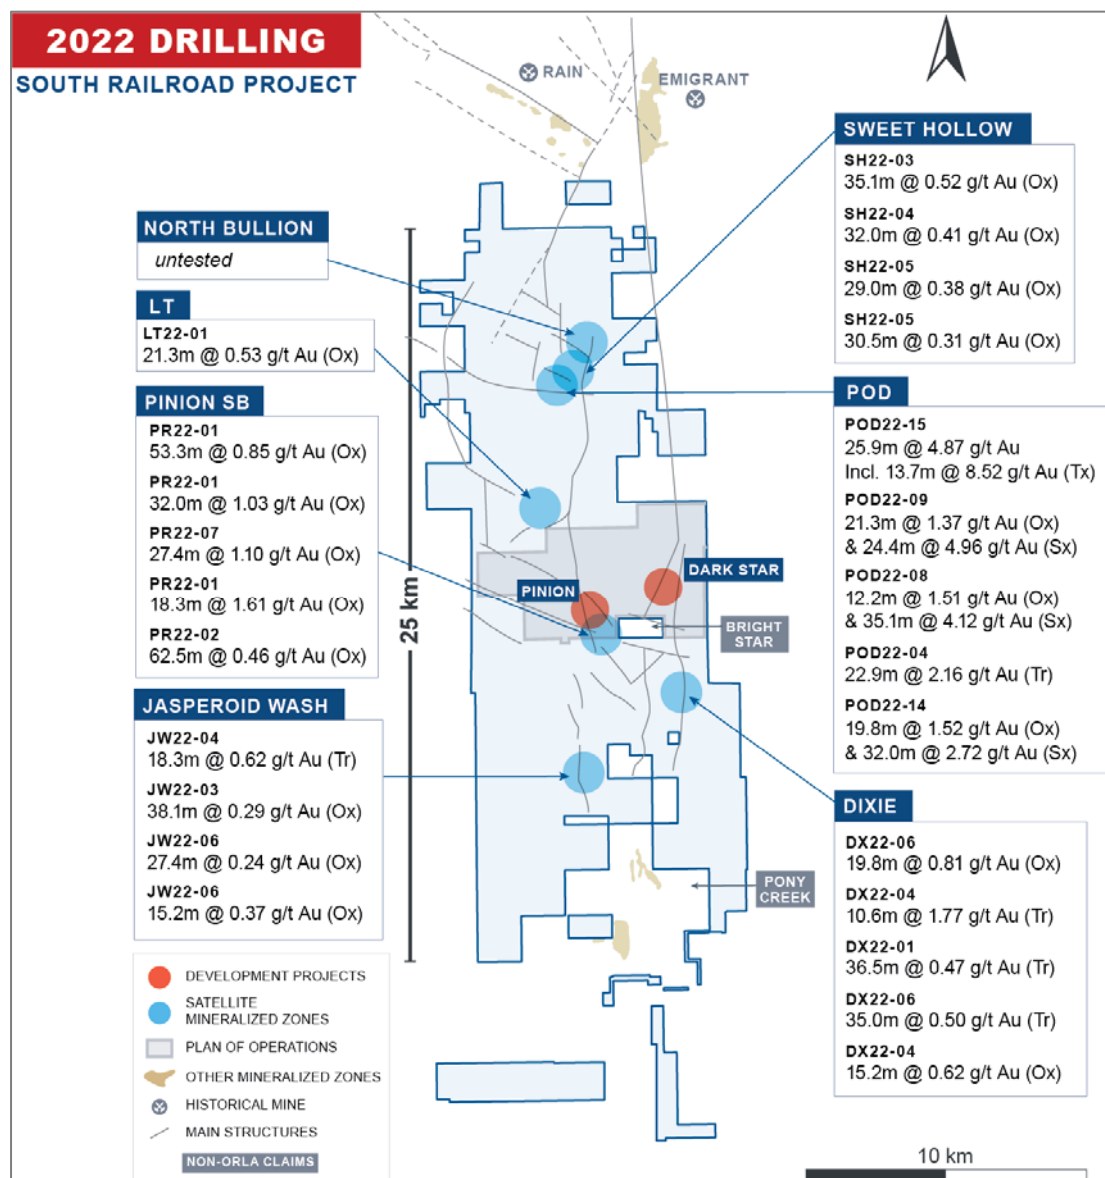 2022 DRILLING
SOUTH RAILROAD PROJECT
RAIN
EMIGRANT
SWEET HOLLOW
SH22-03
35.1m @ 0.52 g/t Au (Ox)
SH22-04
32.0m @ 0.41 g/t Au (Ox)
SH22-05
29.0m @ 0.38 g/t Au (Ox)
SH22-05
30.5m @ 0.31 g/t Au (Ox)
NORTH BULLION
untested
LT
LT22-01
21.3m @ 0.53 g/t Au (Ox)
PINION SB
PR22-01
53.3m @ 0.85 g/t Au (Ox)
PR22-01
32.0m @ 1.03 g/t Au (Ox)
PR22-07
27.4m @ 1.10 g/t Au (Ox)
PR22-01
18.3m @ 1.61 g/t Au (Ox)
PR22-02
62.5m @ 0.46 g/t Au (Ox)
JASPEROID WASH
JW22-04
18.3m @ 0.62 g/t Au (Tr)
JW22-03
38.1m @ 0.29 g/t Au (Ox)
JW22-06
27.4m @ 0.24 g/t Au (Ox)
JW22-06
15.2m @ 0.37 g/t Au (Ox)
25 km
PINION
DARK STAR
BRIGHT
STAR
PONY
CREEK
POD
POD22-15
25.9m @ 4.87 g/t Au
Incl. 13.7m @ 8.52 g/t Au (Tx)
POD22-09
21.3m @ 1.37 g/t Au (Ox)
& 24.4m @ 4.96 g/t Au (Sx)
POD22-08
12.2m @ 1.51 g/t Au (Ox)
& 35.1m @ 4.12 g/t Au (Sx)
POD22-04
22.9m @ 2.16 g/t Au (Tr)
POD22-14
19.8m @ 1.52 g/t Au (Ox)
& 32.0m @ 2.72 g/t Au (Sx)
DIXIE
DX22-06
19.8m @ 0.81 g/t Au (Ox)
DX22-04
10.6m @ 1.77 g/t Au (Tr)
DX22-01
36.5m @ 0.47 g/t Au (Tr)
DX22-06
35.0m @ 0.50 g/t Au (Tr)
DX22-04
15.2m @ 0.62 g/t Au (Ox)
DEVELOPMENT PROJECTS
SATELLITE
MINERALIZED ZONES
PLAN OF OPERATIONS
OTHER MINERALIZED ZONES
HISTORICAL MINE
MAIN STRUCTURES
NON-ORLA CLAIMS
10 km